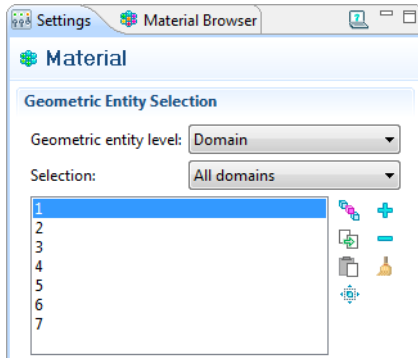 Settings Material Browser
Material
Geometric Entity Selection
Geometric entity level: Domain
Selection: All domains
1
2
3
4
5
6
7